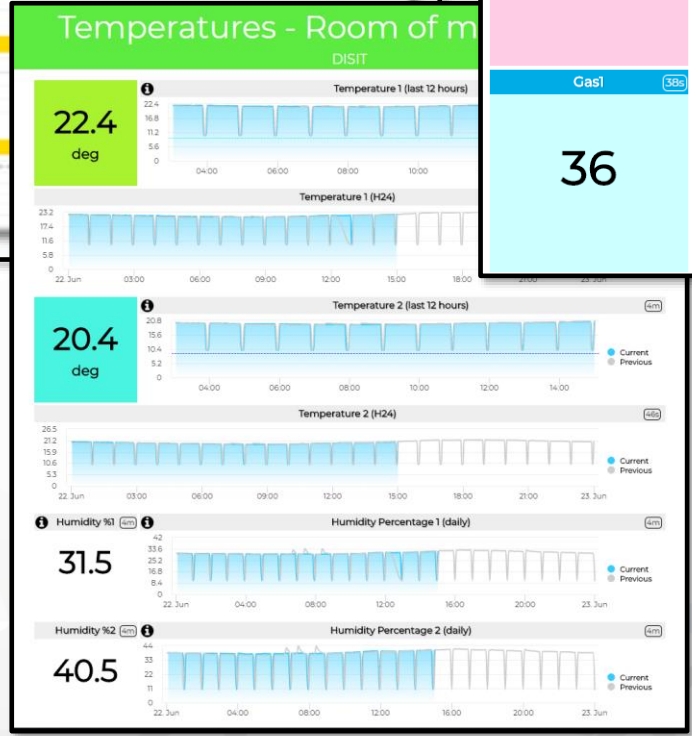 Temperatures - Room of m
DISIT
Gas1 38s
36
22.4
deg
Temperature 1 (last 12 hours)
22.4
16.8
11.2
5.6
0
04:00 06:00 08:00 10:00
Temperature 1 (H24)
23.2
17.4
11.6
5.8
0
22. Jun 03:00 06:00 09:00 12:00 15:00 18:00 21:00 23. Jun
20.4
deg
Temperature 2 (last 12 hours) 4m
20.8
15.6
10.4
5.2
0
04:00 06:00 08:00 10:00 12:00 14:00
Current
Previous
Temperature 2 (H24) 46s
26.5
21.2
15.9
10.6
5.3
0
22. Jun 03:00 06:00 09:00 12:00 15:00 18:00 21:00 23. Jun
Current
Previous
Humidity %1 4m
31.5
Humidity Percentage 1 (daily) 4m
42
33.6
25.2
16.8
8.4
0
22. Jun 04:00 08:00 12:00 16:00 20:00 23. Jun
Current
Previous
Humidity %2 4m
40.5
Humidity Percentage 2 (daily) 4m
44
33
22
11
0
22. Jun 04:00 08:00 12:00 16:00 20:00 23. Jun
Current
Previous